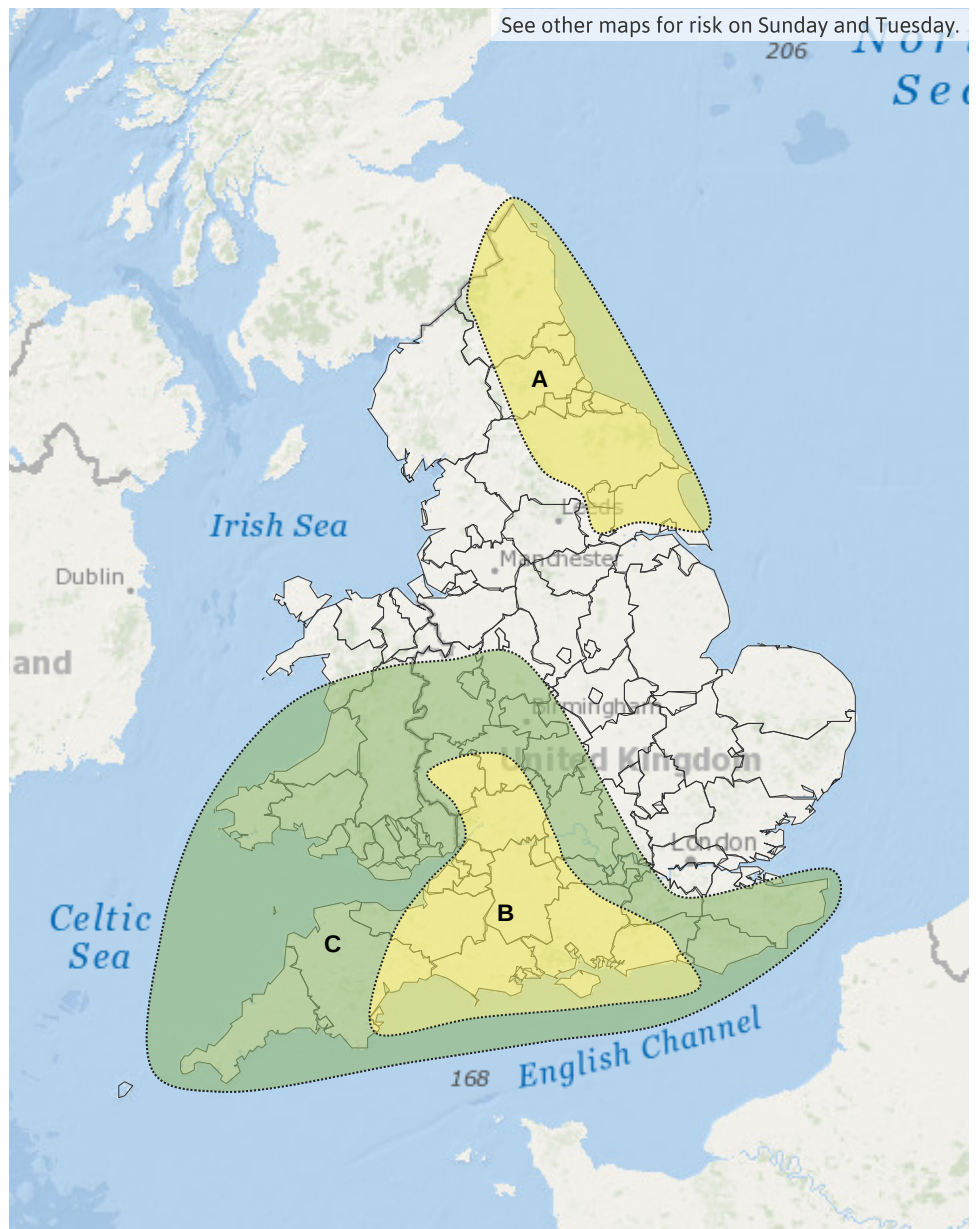 See other maps for risk on Sunday and Tuesday.
206
Nor
Sea
A
Leeds
Irish Sea
Manchester
Dublin
and
Birmingham
United Kingdom
London
B
Celtic
Sea
C
English Channel
168